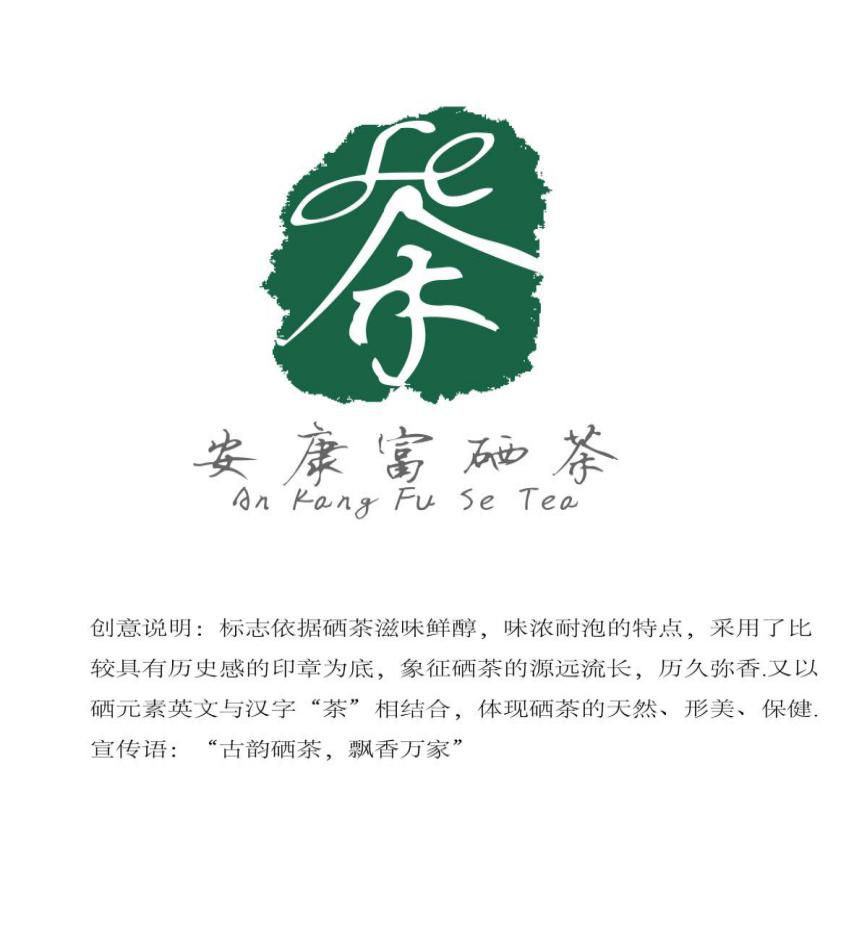 Se
茶
安康富硒茶
An Kang Fu Se Tea
创意说明：标志依据硒茶滋味鲜醇，味浓耐泡的特点，采用了比
较具有历史感的印章为底，象征硒茶的源远流长，历久弥香.又以
硒元素英文与汉字“茶”相结合，体现硒茶的天然、形美、保健.
宣传语：“古韵硒茶，飘香万家”